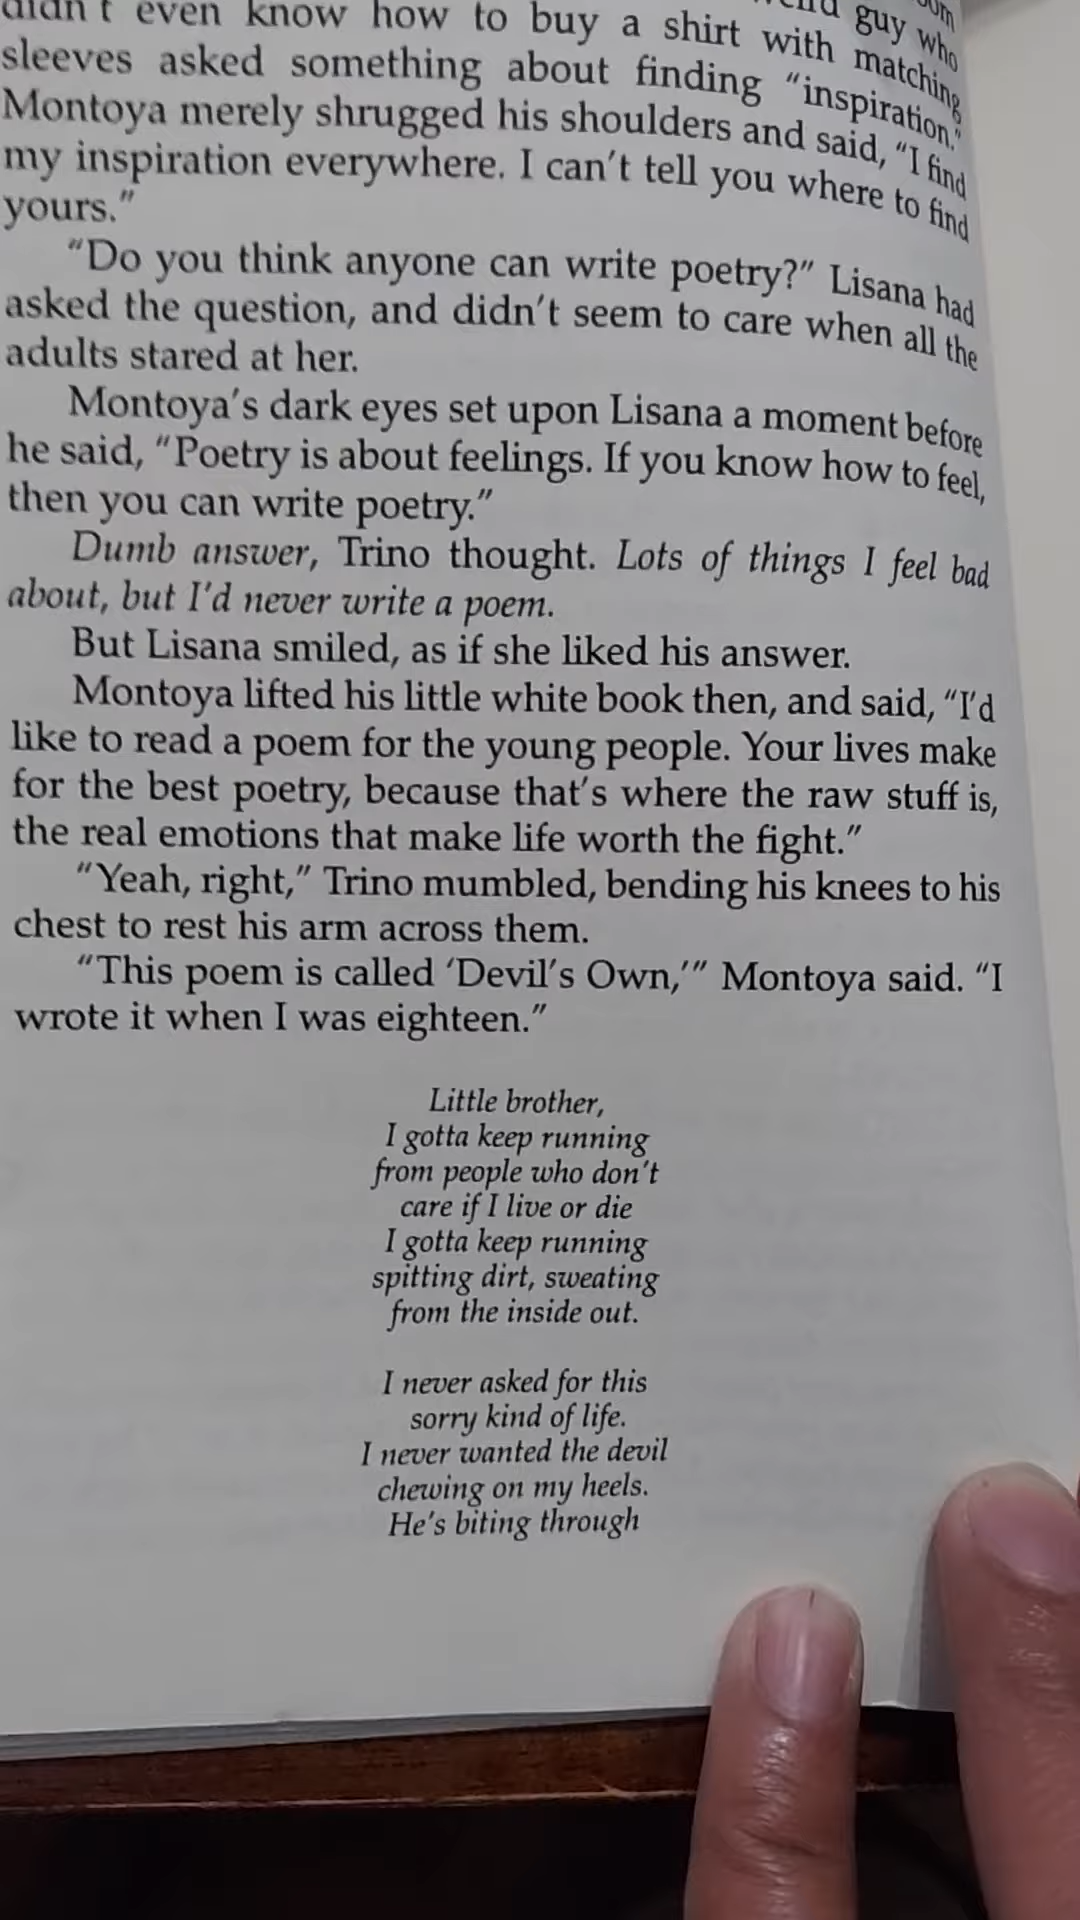 didn't even know how to buy a shirt with matching
sleeves asked something about finding "inspiration."
Montoya merely shrugged his shoulders and said, "I find
my inspiration everywhere. I can't tell you where to find
yours."
"Do you think anyone can write poetry?" Lisana had
asked the question, and didn't seem to care when all the
adults stared at her.
Montoya's dark eyes set upon Lisana a moment before
he said, "Poetry is about feelings. If you know how to feel,
then you can write poetry."
Dumb answer, Trino thought. Lots of things I feel bad
about, but I'd never write a poem.
But Lisana smiled, as if she liked his answer.
Montoya lifted his little white book then, and said, "I'd
like to read a poem for the young people. Your lives make
for the best poetry, because that's where the raw stuff is,
the real emotions that make life worth the fight."
"Yeah, right," Trino mumbled, bending his knees to his
chest to rest his arm across them.
"This poem is called 'Devil's Own,'" Montoya said. "I
wrote it when I was eighteen."
Little brother,
I gotta keep running
from people who don't
care if I live or die
I gotta keep running
spitting dirt, sweating
from the inside out.
I never asked for this
sorry kind of life.
I never wanted the devil
chewing on my heels.
He's biting through